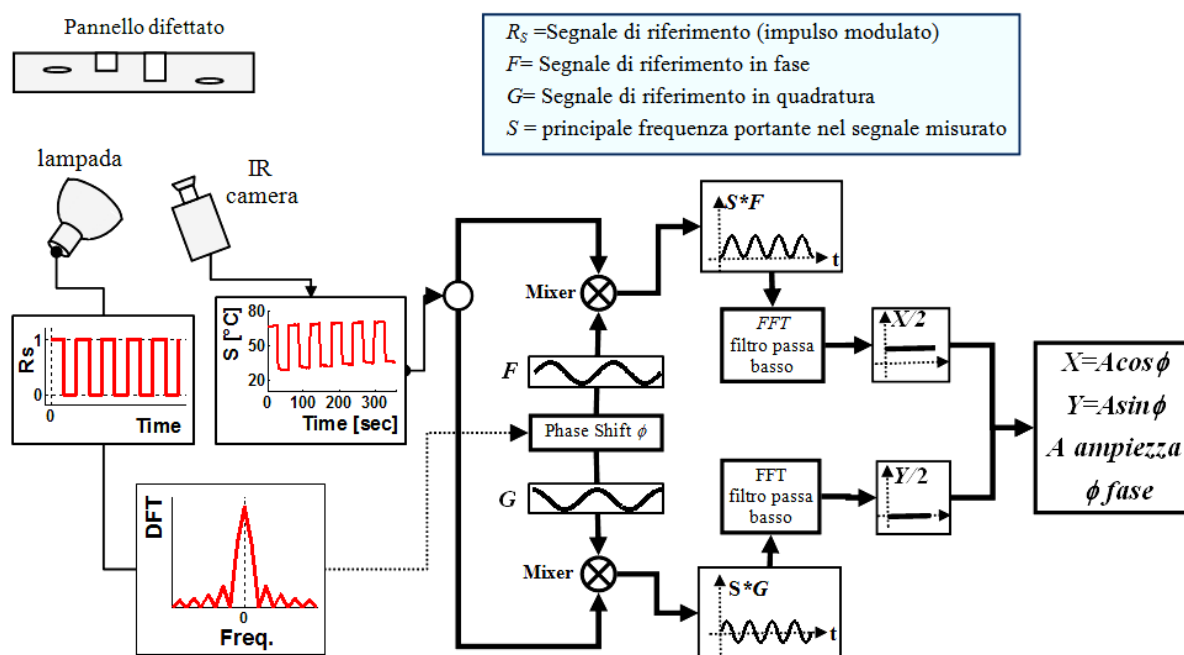 Pannello difettato
R_S =Segnale di riferimento (impulso modulato)
F= Segnale di riferimento in fase
G= Segnale di riferimento in quadratura
S = principale frequenza portante nel segnale misurato
lampada
IR
camera
S*F
t
Mixer
Rs
1
0
0
Time
S [°C]
80
60
40
20
0 100 200 300
Time [sec]
F
FFT
filtro passa
basso
X/2
Phase Shift ϕ
X=Acosϕ
Y=Asinϕ
A ampiezza
ϕ fase
G
FFT
filtro passa
basso
Y/2
DFT
0
Freq.
Mixer
S*G
t